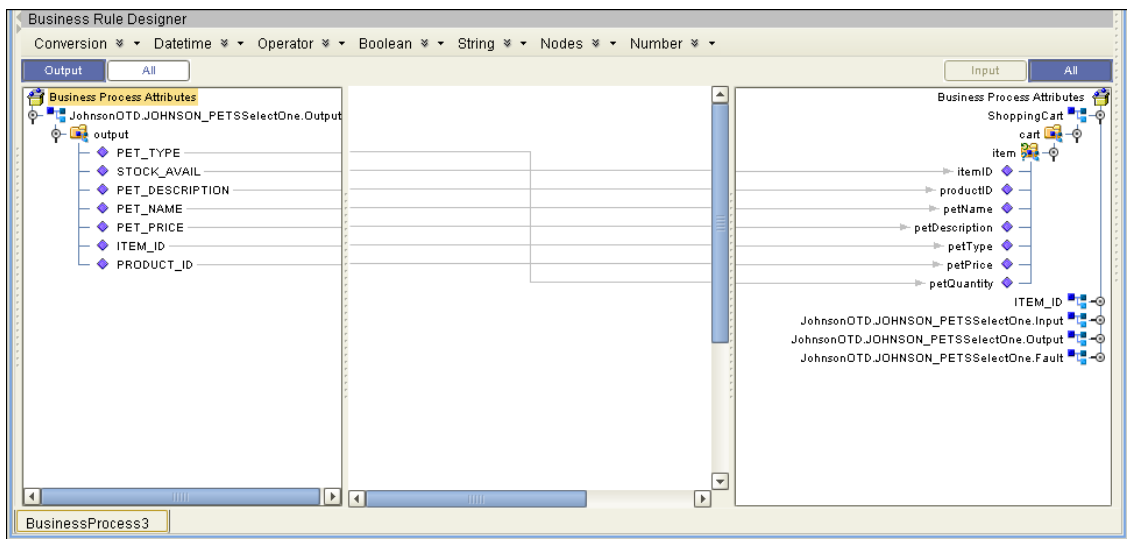 Business Rule Designer
Conversion Datetime Operator Boolean String Nodes Number
Output All Input All
Business Process Attributes
JohnsonOTD.JOHNSON_PETSSelectOne.Output
output
PET_TYPE
STOCK_AVAIL
PET_DESCRIPTION
PET_NAME
PET_PRICE
ITEM_ID
PRODUCT_ID
Business Process Attributes
ShoppingCart
cart
item
itemID
productID
petName
petDescription
petType
petPrice
petQuantity
ITEM_ID
JohnsonOTD.JOHNSON_PETSSelectOne.Input
JohnsonOTD.JOHNSON_PETSSelectOne.Output
JohnsonOTD.JOHNSON_PETSSelectOne.Fault
BusinessProcess3